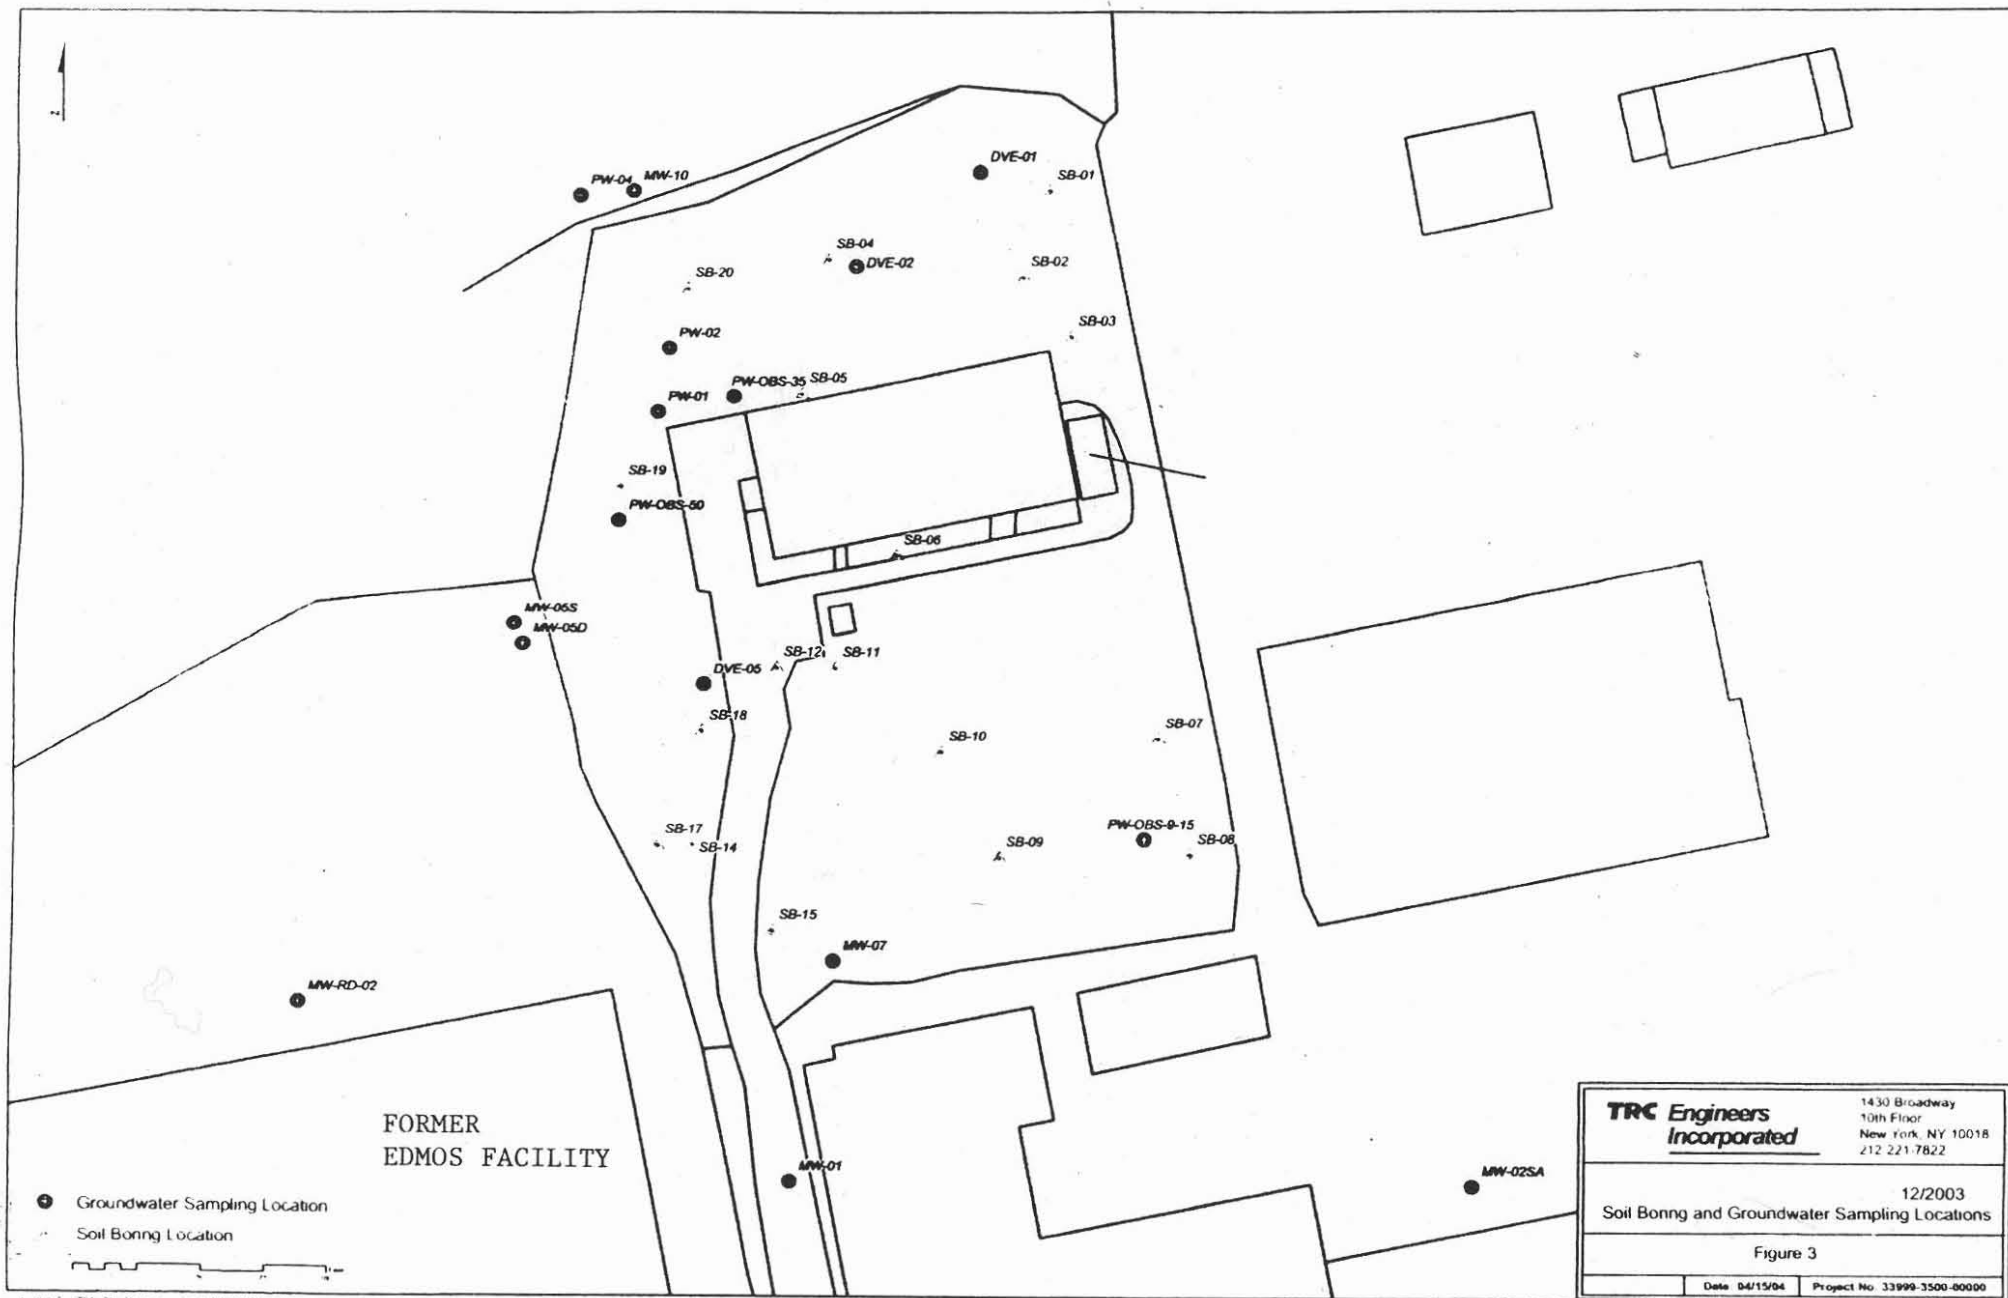 DVE-01
SB-01
PW-04
MW-10
SB-04
DVE-02
SB-02
SB-20
SB-03
PW-02
PW-OBS-35
SB-05
PW-01
SB-19
PW-OBS-50
SB-06
MW-05S
MW-05D
SB-12
SB-11
DVE-05
SB-18
SB-10
SB-07
SB-17
SB-14
SB-09
PW-OBS-9-15
SB-08
SB-15
MW-07
MW-RD-02
FORMER
EDMOS FACILITY
MW-01
MW-02SA
Groundwater Sampling Location
Soil Boring Location
TRC Engineers
Incorporated
1430 Broadway
10th Floor
New York, NY 10018
212 221-7822
12/2003
Soil Boring and Groundwater Sampling Locations
Figure 3
Date 04/15/04
Project No. 33999-3500-00000